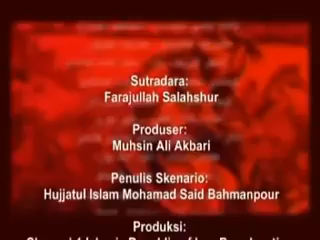 Sutradara:
Farajullah Salahshur
Produser:
Muhsin Ali Akbari
Penulis Skenario:
Hujjatul Islam Mohamad Said Bahmanpour
Produksi: